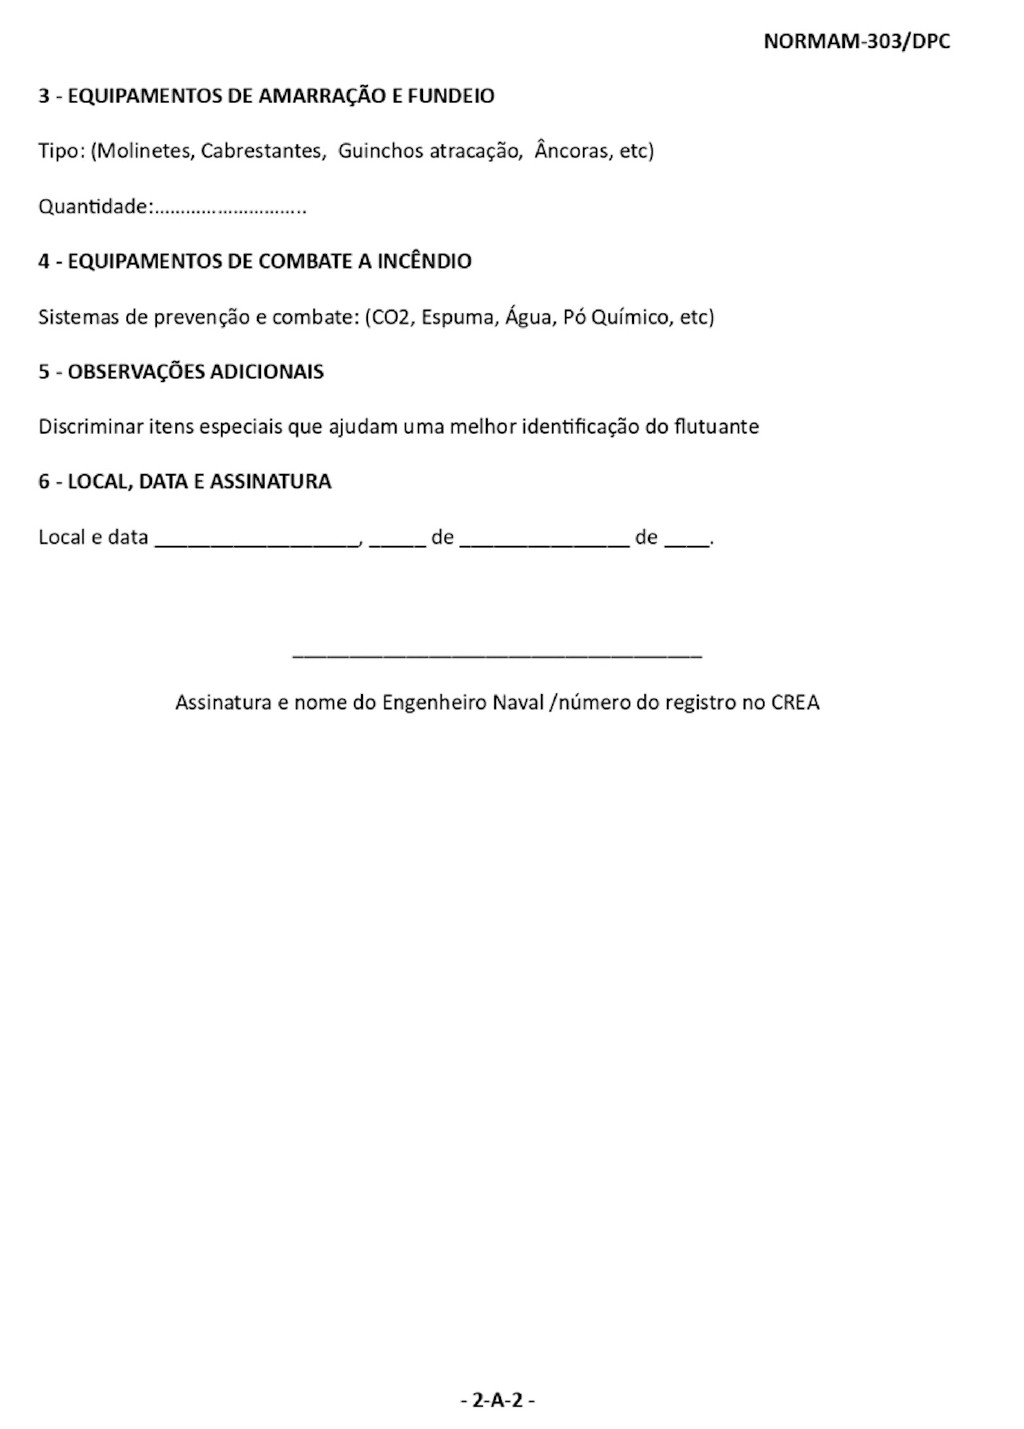 NORMAM-303/DPC
3 - EQUIPAMENTOS DE AMARRAÇÃO E FUNDEIO
Tipo: (Molinetes, Cabrestantes, Guinchos atracação, Âncoras, etc)
Quantidade:...........................
4 - EQUIPAMENTOS DE COMBATE A INCÊNDIO
Sistemas de prevenção e combate: (CO2, Espuma, Água, Pó Químico, etc)
5 - OBSERVAÇÕES ADICIONAIS
Discriminar itens especiais que ajudam uma melhor identificação do flutuante
6 - LOCAL, DATA E ASSINATURA
Local e data __________________, _____ de _______________ de ____.
____________________________________
Assinatura e nome do Engenheiro Naval /número do registro no CREA
- 2-A-2 -